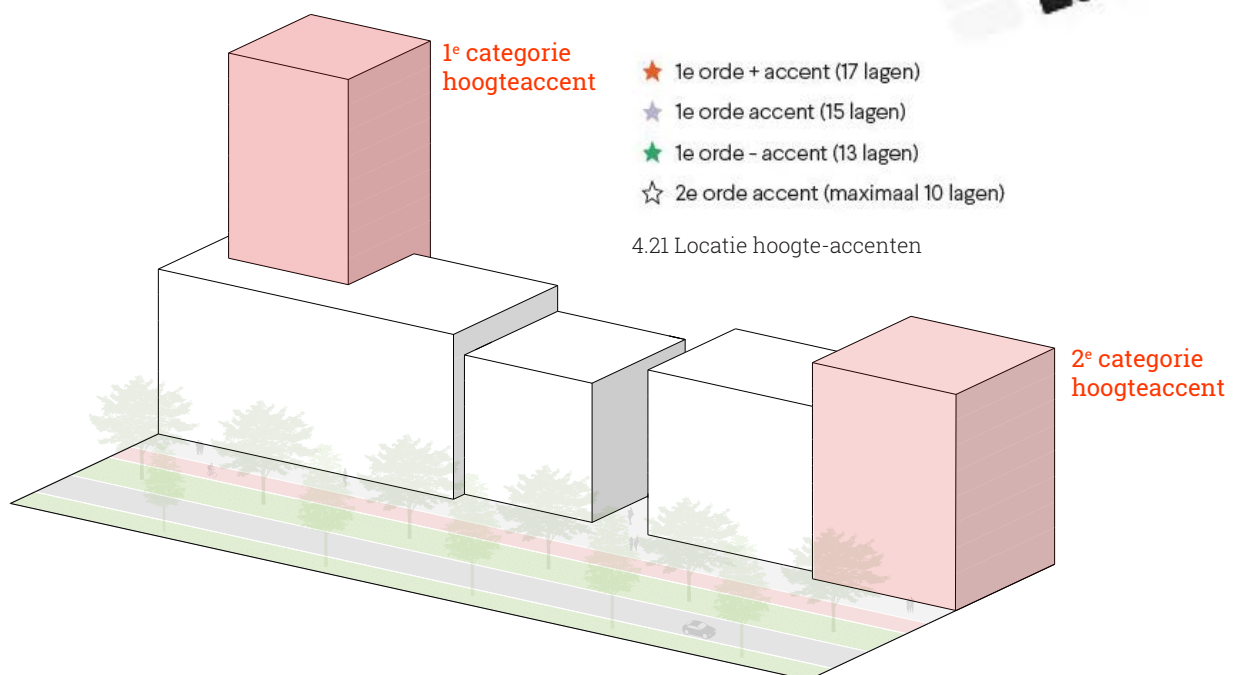 1e categorie
hoogteaccent
1e orde + accent (17 lagen)
1e orde accent (15 lagen)
1e orde - accent (13 lagen)
2e orde accent (maximaal 10 lagen)
4.21 Locatie hoogte-accenten
2e categorie
hoogteaccent